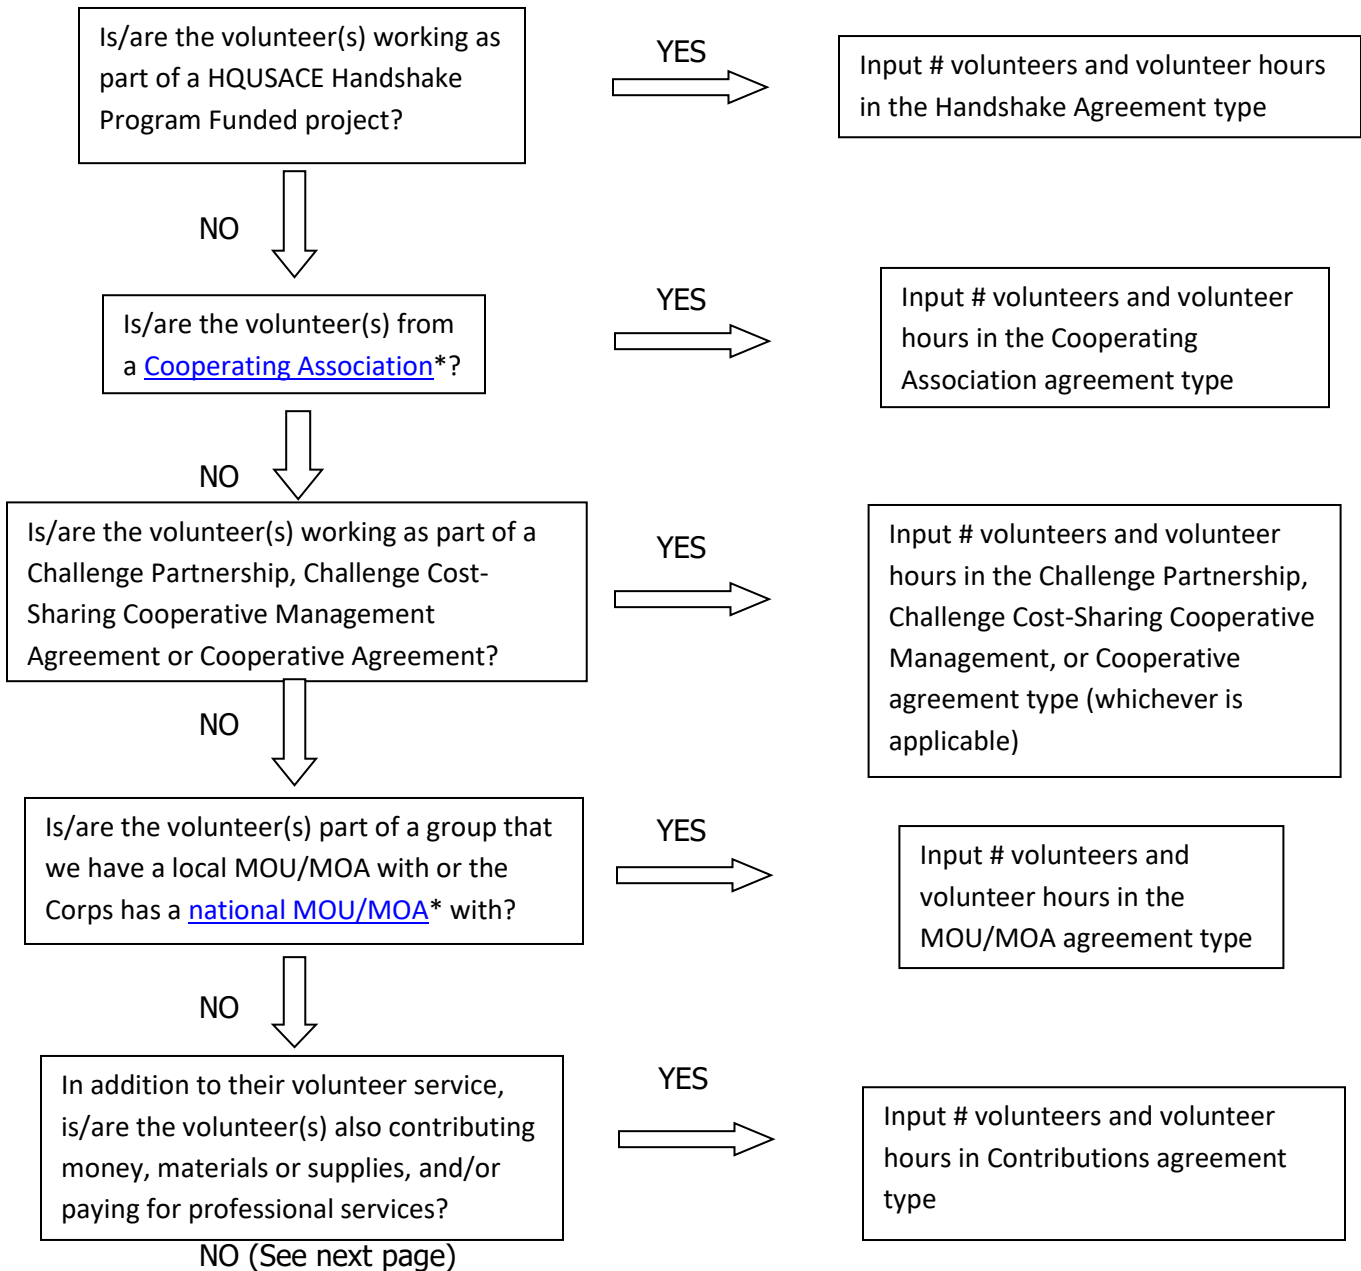 Is/are the volunteer(s) working as
part of a HQUSACE Handshake
Program Funded project?
YES
Input # volunteers and volunteer hours
in the Handshake Agreement type
NO
Is/are the volunteer(s) from
a Cooperating Association*?
YES
Input # volunteers and volunteer
hours in the Cooperating
Association agreement type
NO
Is/are the volunteer(s) working as part of a
Challenge Partnership, Challenge Cost-
Sharing Cooperative Management
Agreement or Cooperative Agreement?
YES
Input # volunteers and volunteer
hours in the Challenge Partnership,
Challenge Cost-Sharing Cooperative
Management, or Cooperative
agreement type (whichever is
applicable)
NO
Is/are the volunteer(s) part of a group that
we have a local MOU/MOA with or the
Corps has a national MOU/MOA* with?
YES
Input # volunteers and
volunteer hours in the
MOU/MOA agreement type
NO
In addition to their volunteer service,
is/are the volunteer(s) also contributing
money, materials or supplies, and/or
paying for professional services?
YES
Input # volunteers and volunteer
hours in Contributions agreement
type
NO (See next page)